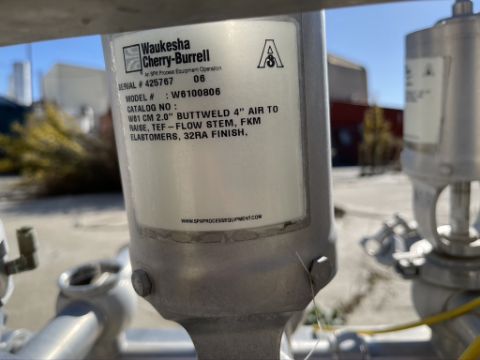 Waukesha
Cherry-Burrell
An SPX Process Equipment Operation
SERIAL # 425767 06
MODEL # : W6100806
CATALOG NO :
W61 CM 2.0" BUTTWELD 4" AIR TO
RAISE, TEF-FLOW STEM, FKM
ELASTOMERS, 32RA FINISH.
WWW.SPXPROCESSEQUIPMENT.COM